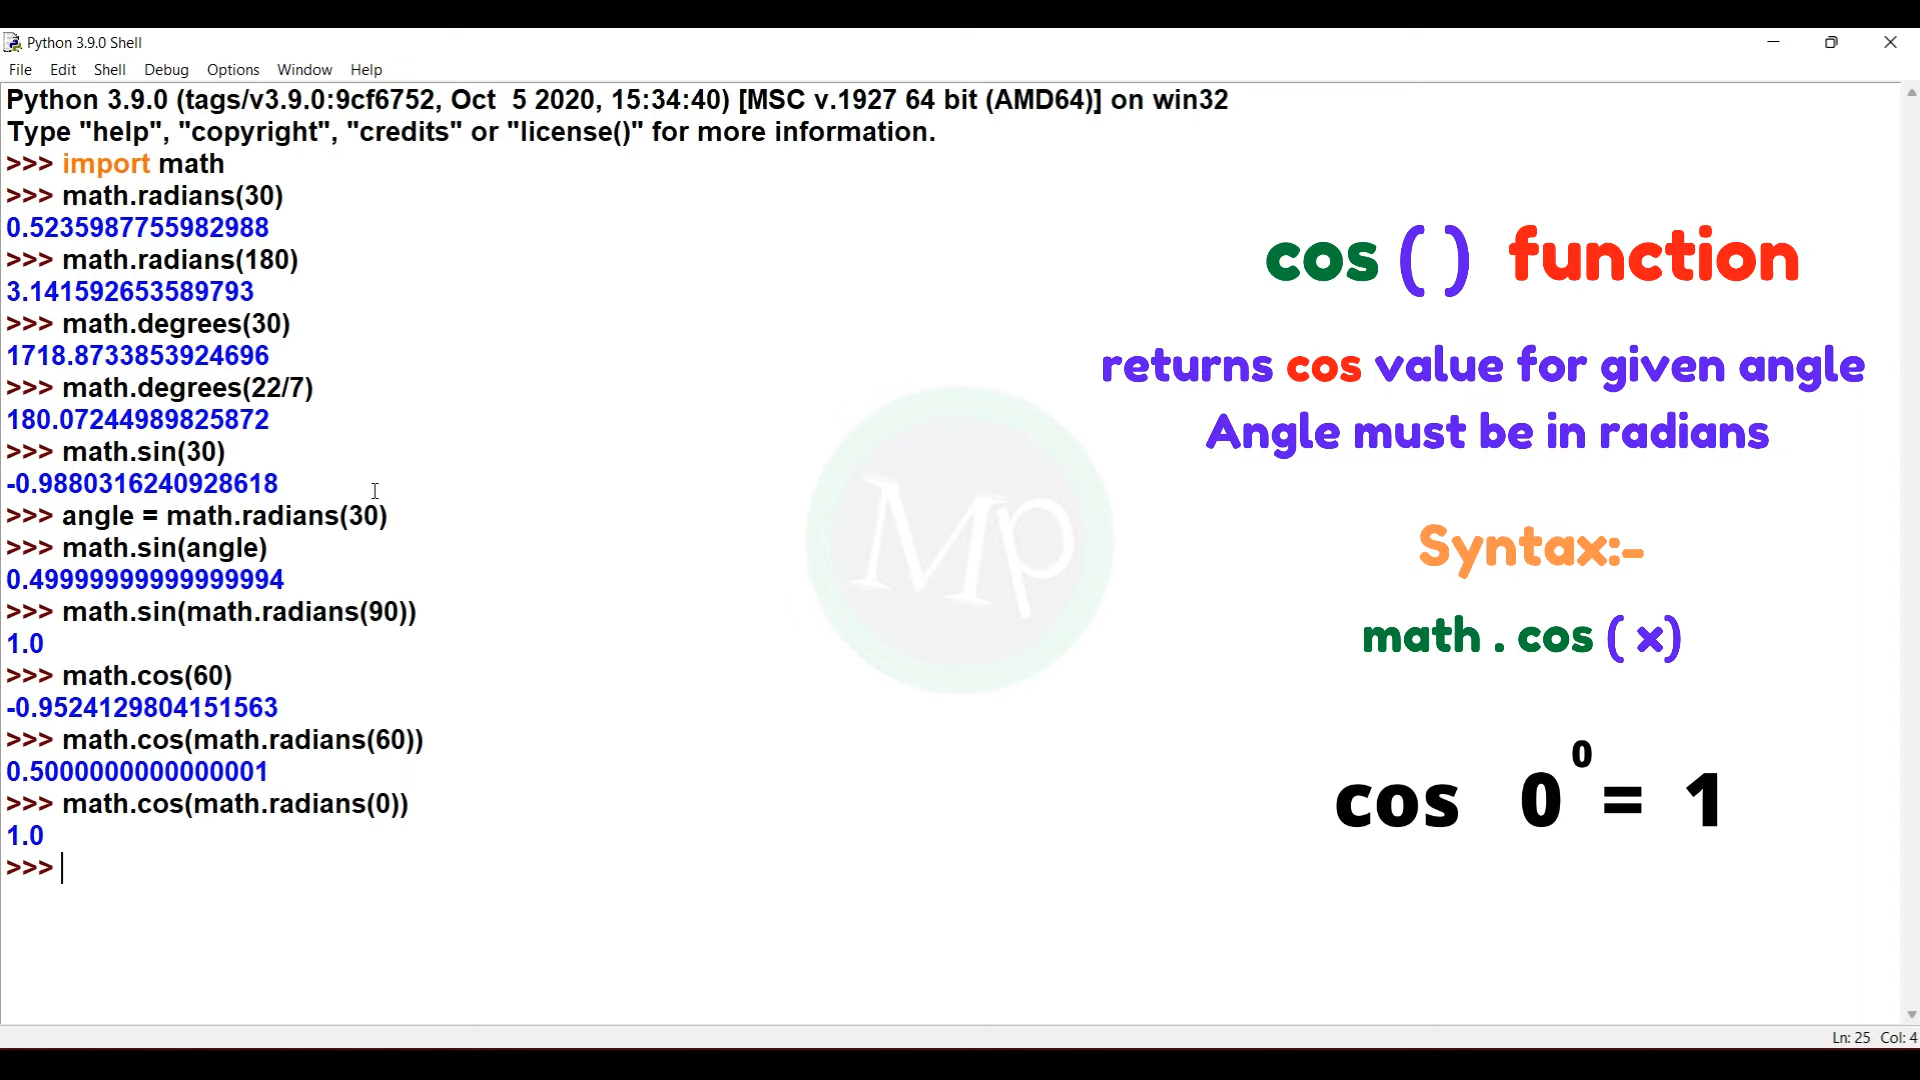 Python 3.9.0 Shell
File Edit Shell Debug Options Window Help
Python 3.9.0 (tags/v3.9.0:9cf6752, Oct  5 2020, 15:34:40) [MSC v.1927 64 bit (AMD64)] on win32
Type "help", "copyright", "credits" or "license()" for more information.
>>> import math
>>> math.radians(30)
0.5235987755982988
>>> math.radians(180)
3.141592653589793
>>> math.degrees(30)
1718.8733853924696
>>> math.degrees(22/7)
180.07244989825872
>>> math.sin(30)
-0.9880316240928618
>>> angle = math.radians(30)
>>> math.sin(angle)
0.49999999999999994
>>> math.sin(math.radians(90))
1.0
>>> math.cos(60)
-0.9524129804151563
>>> math.cos(math.radians(60))
0.5000000000000001
>>> math.cos(math.radians(0))
1.0
>>>
Mp
cos ( ) function
returns cos value for given angle
Angle must be in radians
Syntax:-
math . cos ( x)
cos 0⁰ = 1
Ln: 25 Col: 4